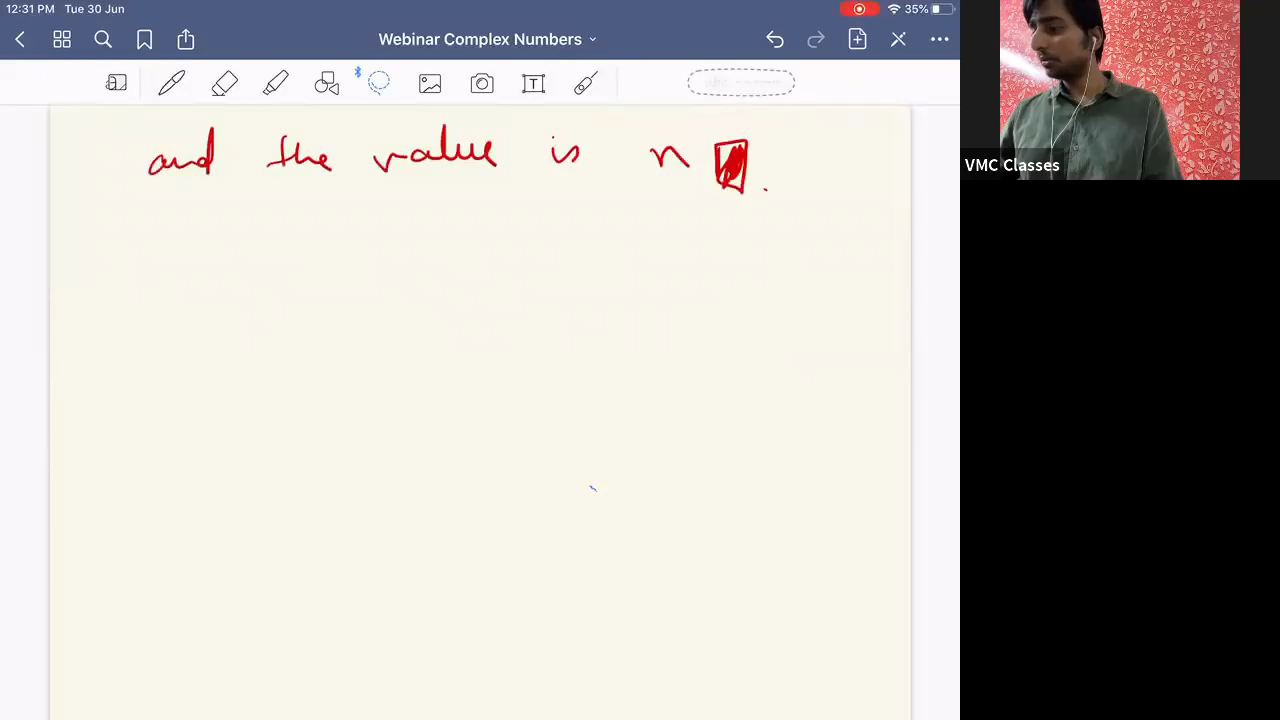 12:31 PM Tue 30 Jun 35%
Webinar Complex Numbers
T
and the value is n .
VMC Classes